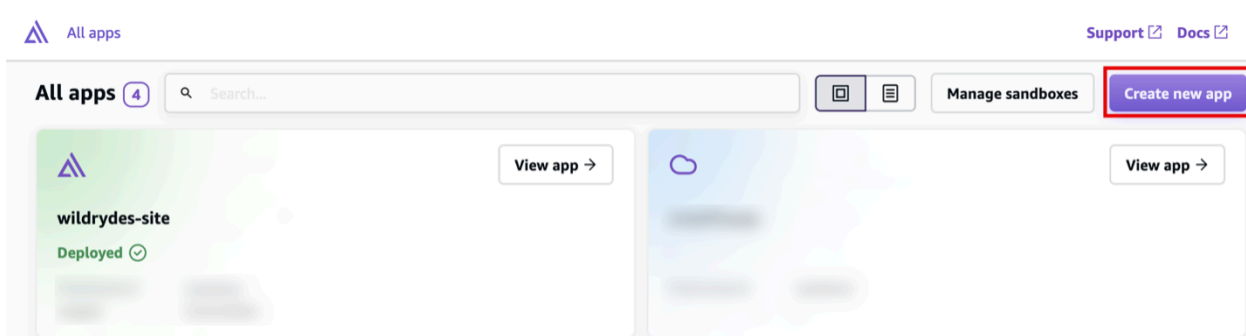 All apps
Support Docs
All apps 4 Search... Manage sandboxes Create new app
View app → View app →
wildrydes-site
Deployed